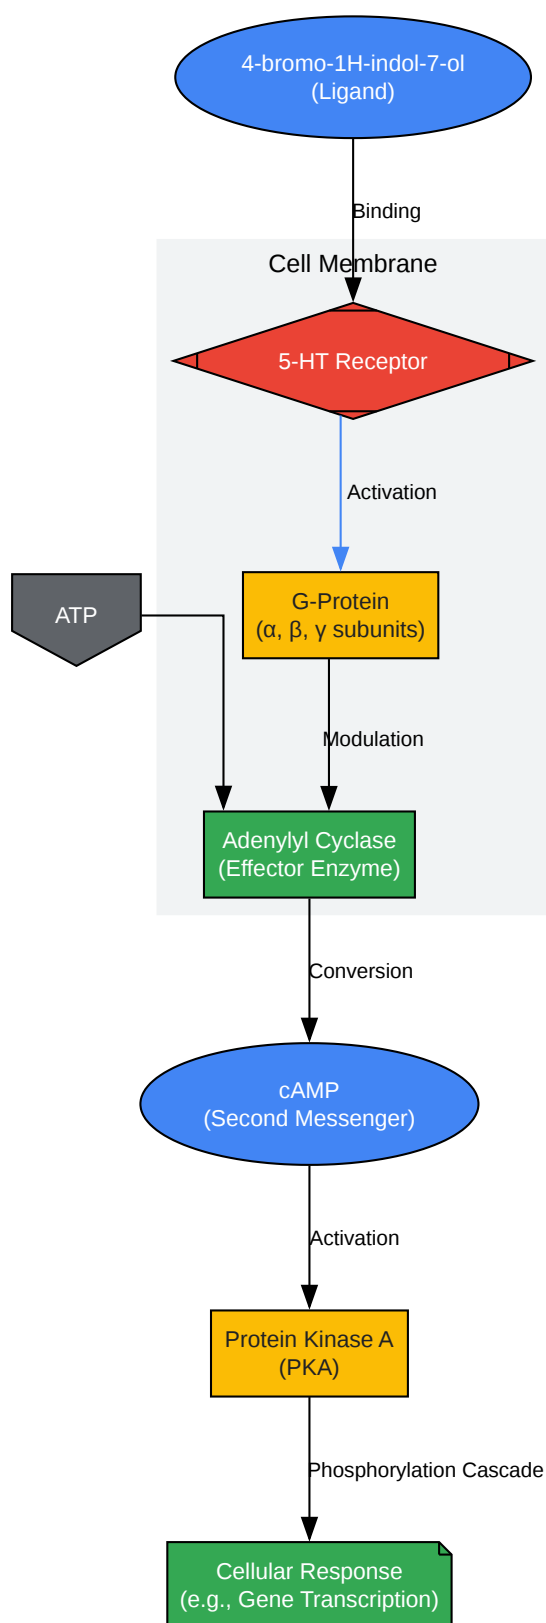 4-bromo-1H-indol-7-ol
(Ligand)
Binding
Cell Membrane
5-HT Receptor
Activation
G-Protein
(α, β, γ subunits)
ATP
Modulation
Adenylyl Cyclase
(Effector Enzyme)
Conversion
cAMP
(Second Messenger)
Activation
Protein Kinase A
(PKA)
Phosphorylation Cascade
Cellular Response
(e.g., Gene Transcription)